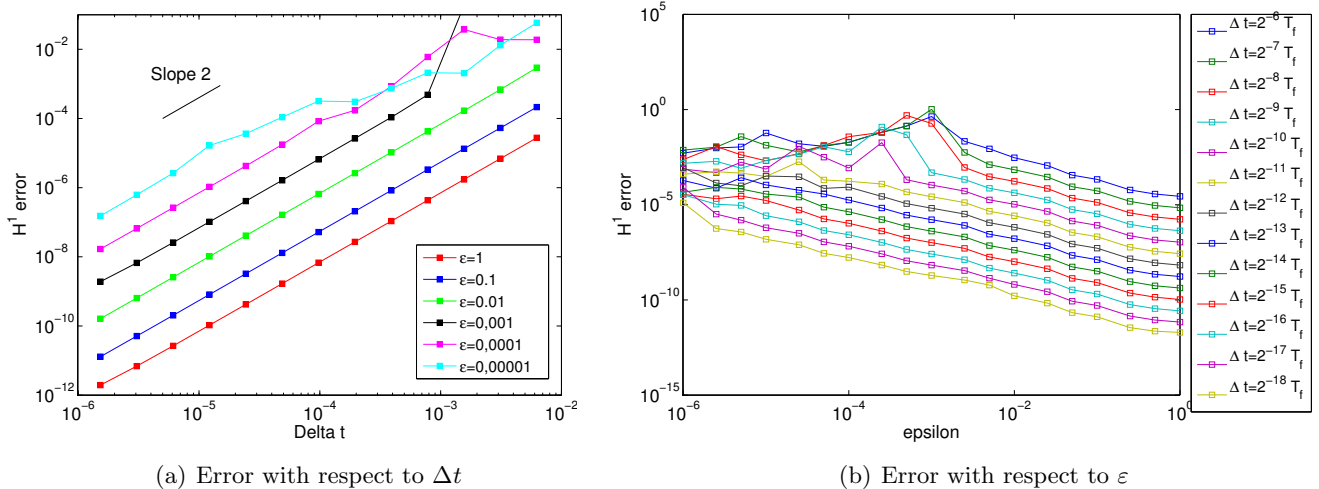 10^-2
10^-4
10^-6
10^-8
10^-10
10^-12
H^1 error
Slope 2
ε=1
ε=0.1
ε=0.01
ε=0,001
ε=0,0001
ε=0,00001
10^-6
10^-5
10^-4
10^-3
10^-2
Delta t
(a) Error with respect to Δt
10^5
10^0
10^-5
10^-10
10^-15
H^1 error
10^-6
10^-4
10^-2
10^0
epsilon
Δ t=2^-6 T_f
Δ t=2^-7 T_f
Δ t=2^-8 T_f
Δ t=2^-9 T_f
Δ t=2^-10 T_f
Δ t=2^-11 T_f
Δ t=2^-12 T_f
Δ t=2^-13 T_f
Δ t=2^-14 T_f
Δ t=2^-15 T_f
Δ t=2^-16 T_f
Δ t=2^-17 T_f
Δ t=2^-18 T_f
(b) Error with respect to ε